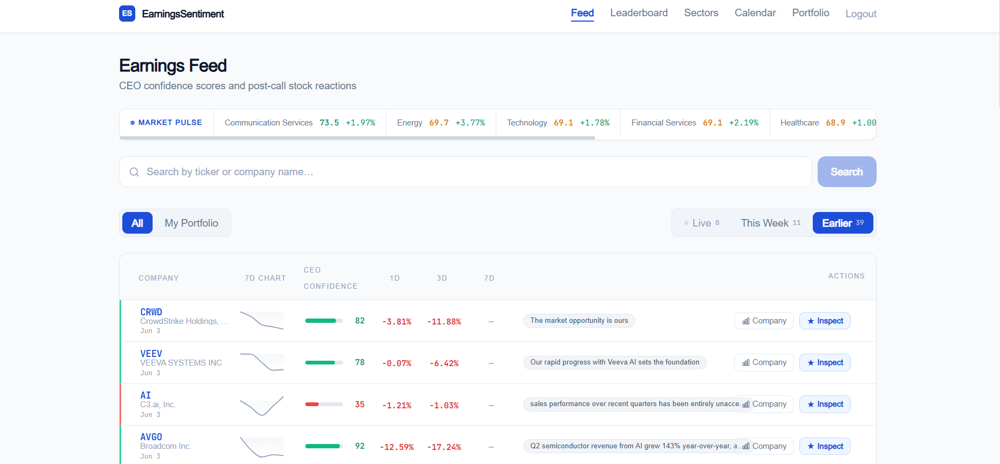 ES EarningsSentiment Feed Leaderboard Sectors Calendar Portfolio Logout
Earnings Feed
CEO confidence scores and post-call stock reactions
MARKET PULSE Communication Services 73.5 +1.97% Energy 69.7 +3.77% Technology 69.1 +1.78% Financial Services 69.1 +2.19% Healthcare 68.9 +1.00
Search by ticker or company name… Search
All My Portfolio Live 0 This Week 11 Earlier 39
COMPANY 7D CHART CEO CONFIDENCE 1D 3D 7D ACTIONS
CRWD
CrowdStrike Holdings, ... 82 -3.81% -11.88% — The market opportunity is ours Company ★ Inspect
Jun 3
VEEV
VEEVA SYSTEMS INC 78 -0.07% -6.42% — Our rapid progress with Veeva AI sets the foundation Company ★ Inspect
Jun 3
AI
C3.ai, Inc. 35 -1.21% -1.03% — sales performance over recent quarters has been entirely unacce... Company ★ Inspect
Jun 3
AVGO
Broadcom Inc. 92 -12.59% -17.24% — Q2 semiconductor revenue from AI grew 143% year-over-year, a... Company ★ Inspect
Jun 3